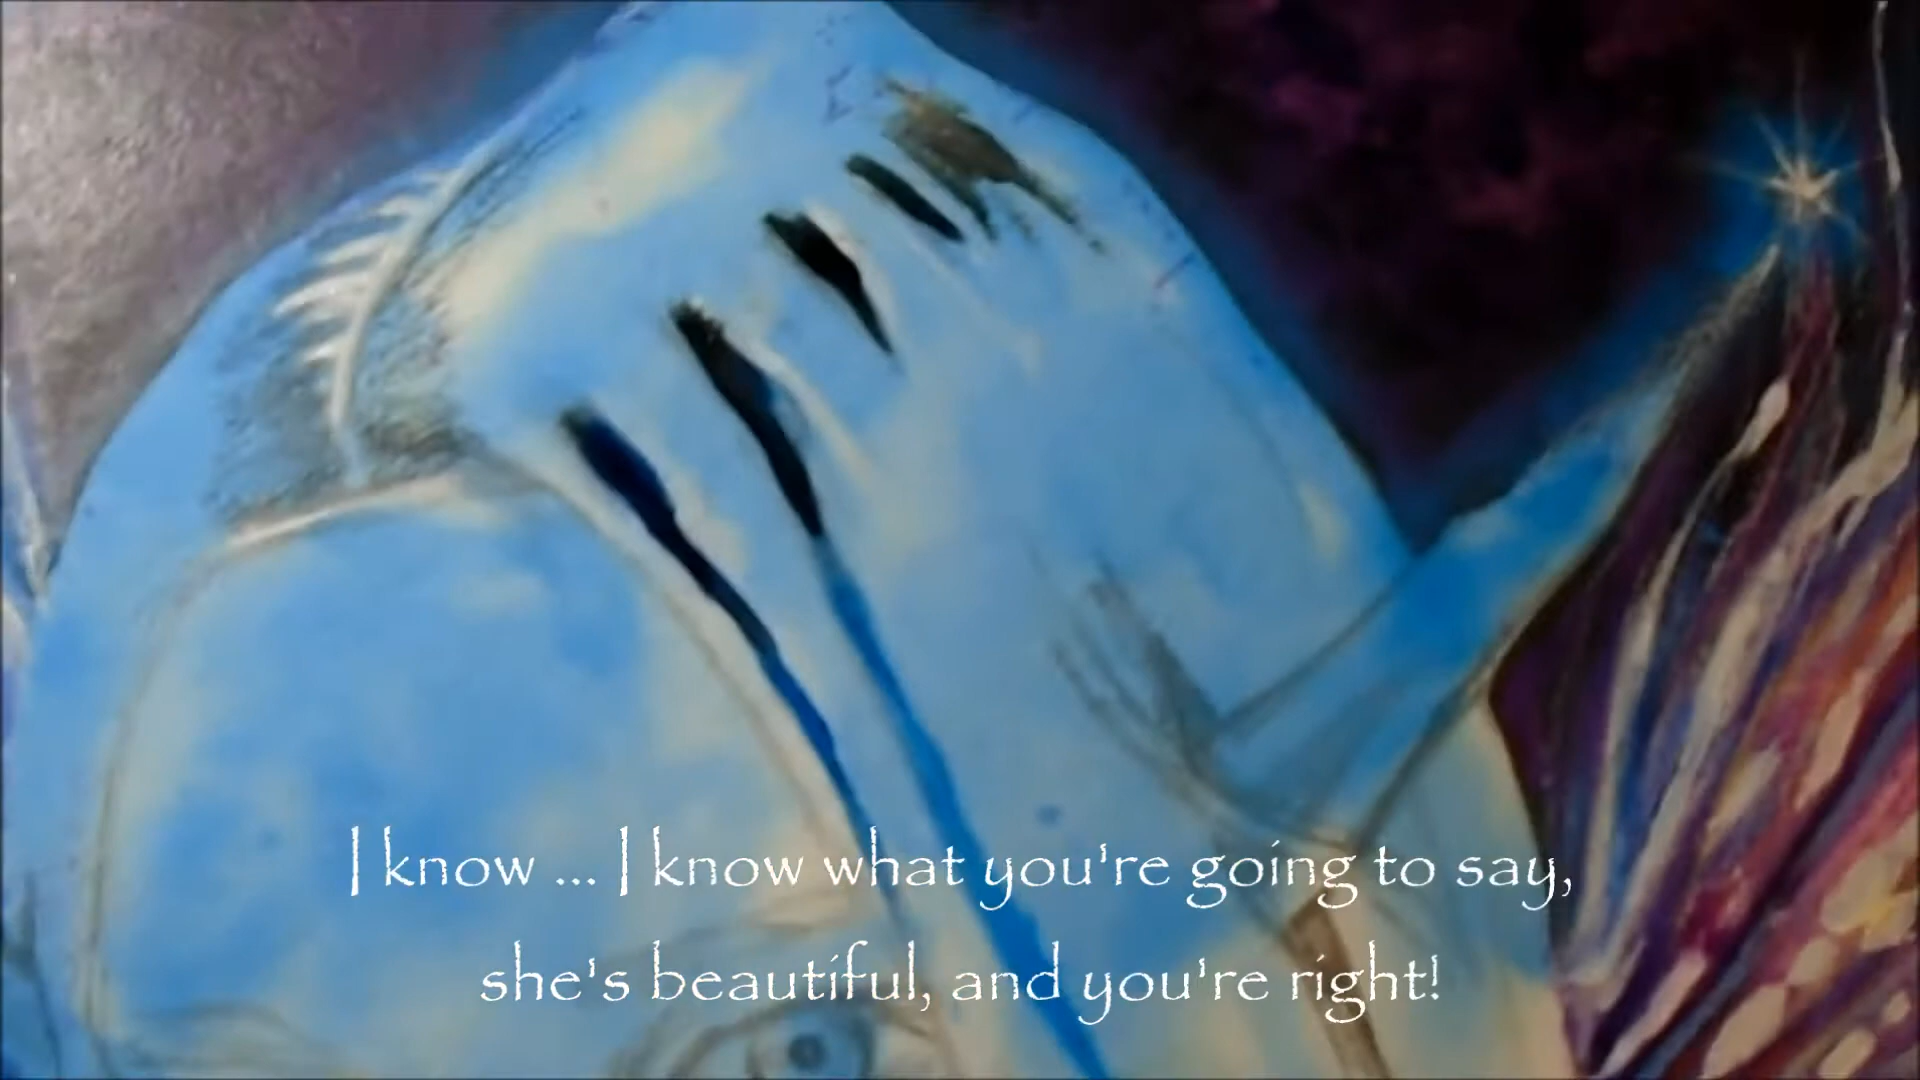 I know ... I know what you're going to say,
she's beautiful, and you're right!